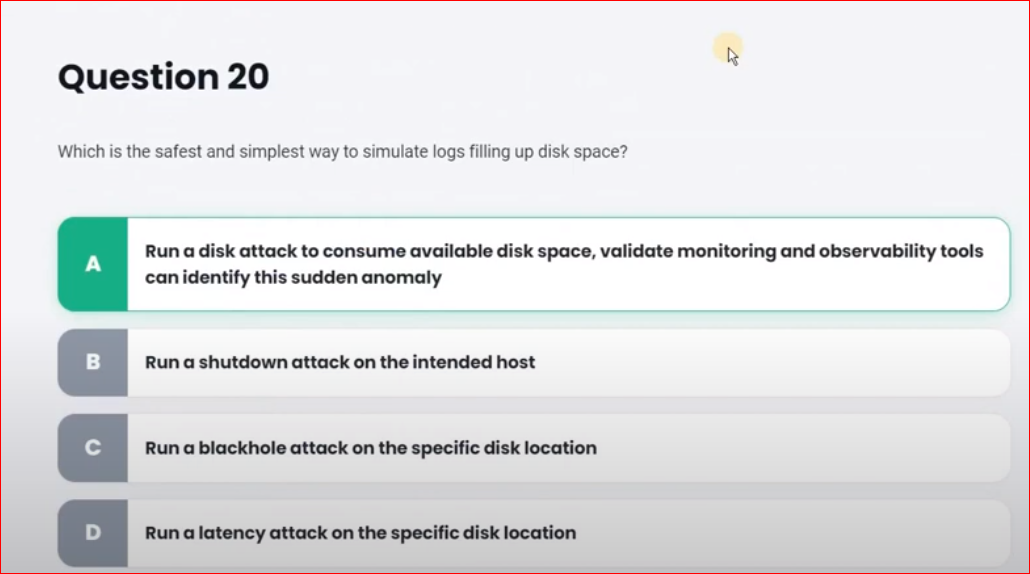 Question 20
Which is the safest and simplest way to simulate logs filling up disk space?
A
Run a disk attack to consume available disk space, validate monitoring and observability tools
can identify this sudden anomaly
B
Run a shutdown attack on the intended host
C
Run a blackhole attack on the specific disk location
D
Run a latency attack on the specific disk location